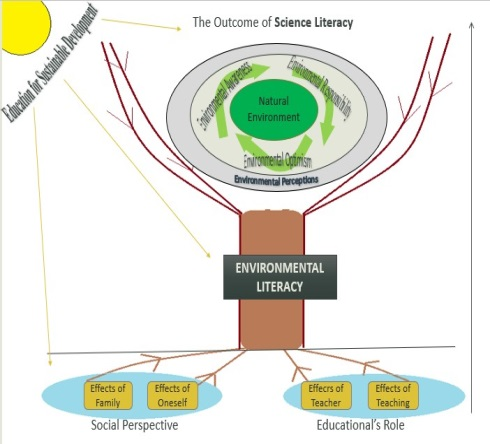 The Outcome of Science Literacy
Education for Sustainable Development
Environmental Awareness
Environmental Responsibility
Natural
Environment
Environmental Optimism
Environmental Perceptions
ENVIRONMENTAL
LITERACY
Effects of
Family
Effects of
Oneself
Effecrs of
Teacher
Effects of
Teaching
Social Perspective
Educational's Role